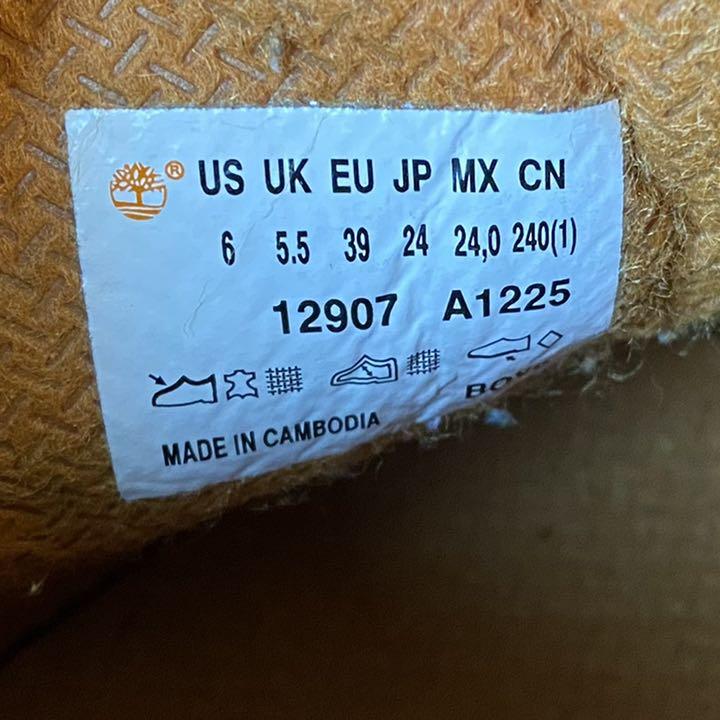 ® US UK EU JP MX CN
6 5.5 39 24 24,0 240(1)
12907 A1225
MADE IN CAMBODIA